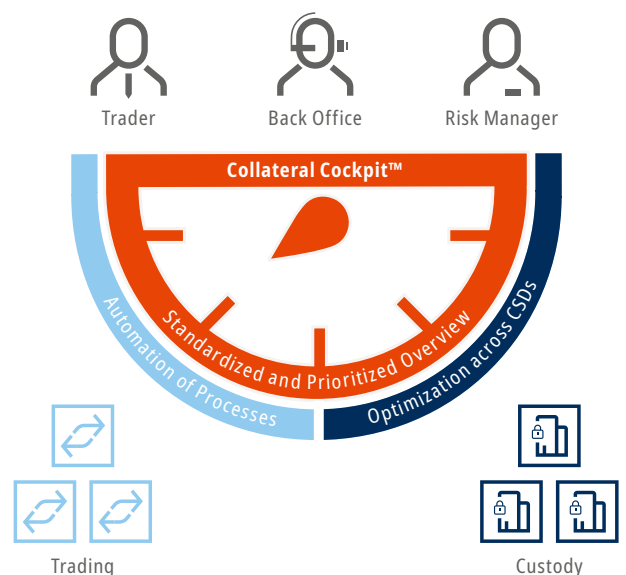 Trader
Back Office
Risk Manager
Collateral Cockpit™
Standardized and Prioritized Overview
Automation of Processes
Optimization across CSDs
Trading
Custody